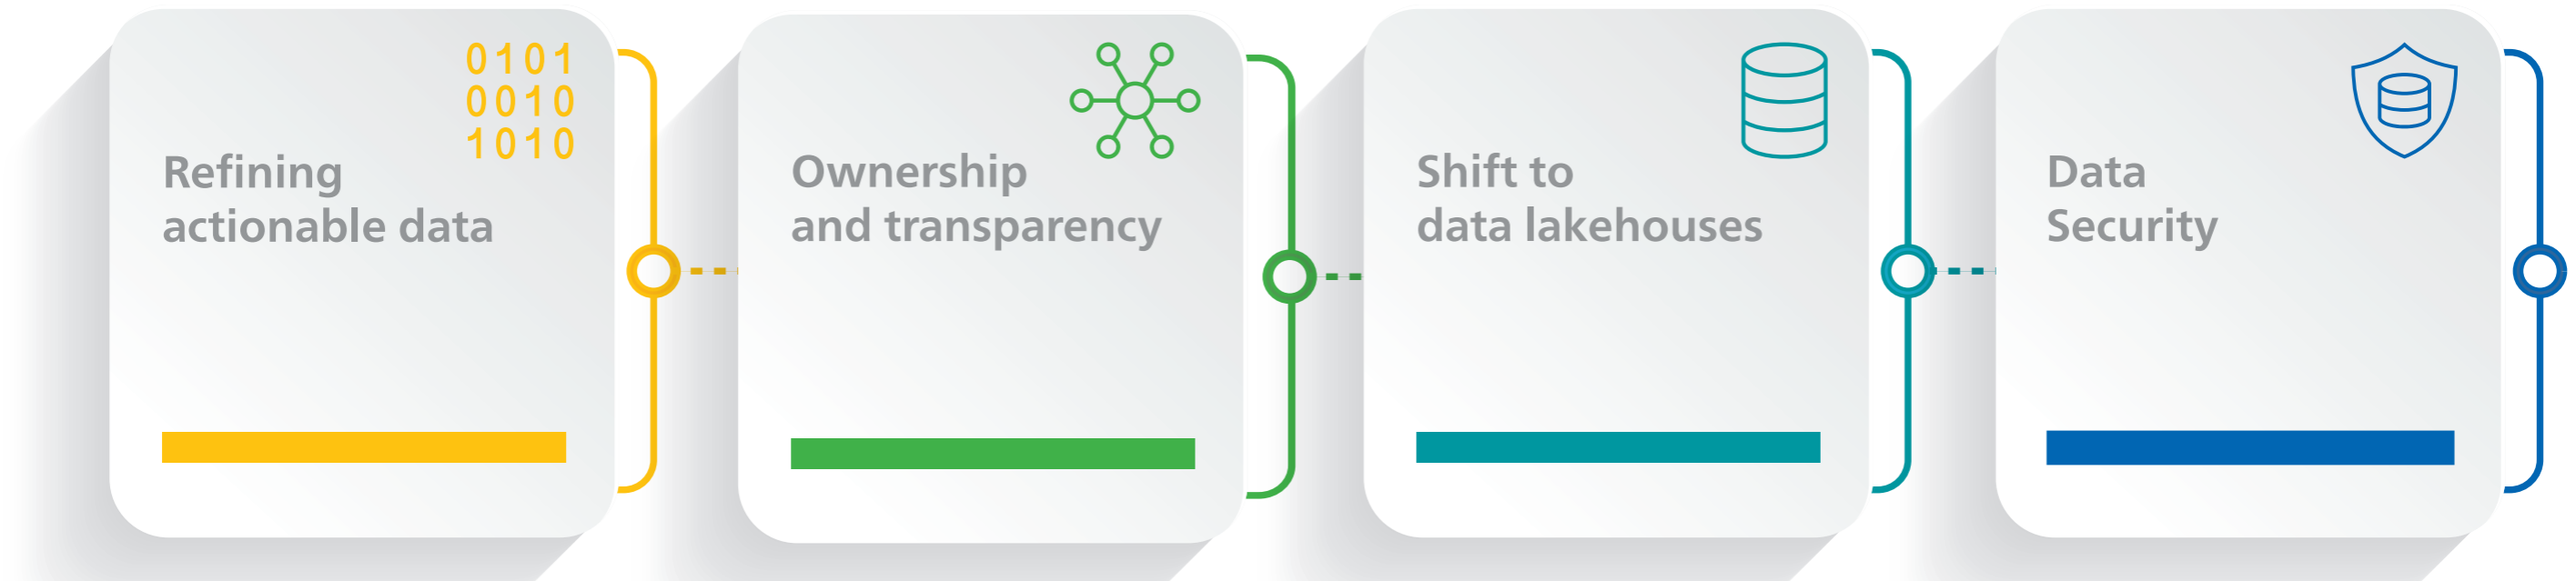 0101
0010
1010
Refining
actionable data
Ownership
and transparency
Shift to
data lakehouses
Data
Security